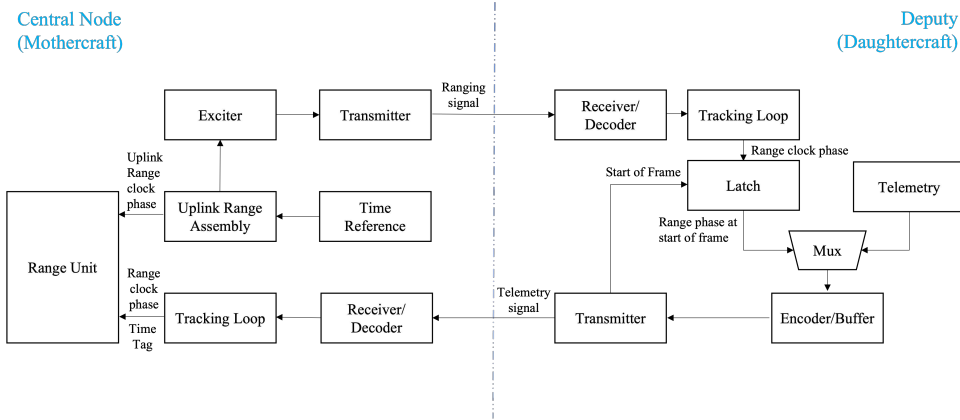 Central Node
(Mothercraft)
Deputy
(Daughtercraft)
Ranging
signal
Exciter
Transmitter
Receiver/
Decoder
Tracking Loop
Uplink
Range
clock
phase
Range clock phase
Start of Frame
Latch
Telemetry
Uplink Range
Assembly
Time
Reference
Range phase at
start of frame
Mux
Range Unit
Range
clock
phase
Time
Tag
Tracking Loop
Receiver/
Decoder
Telemetry
signal
Transmitter
Encoder/Buffer